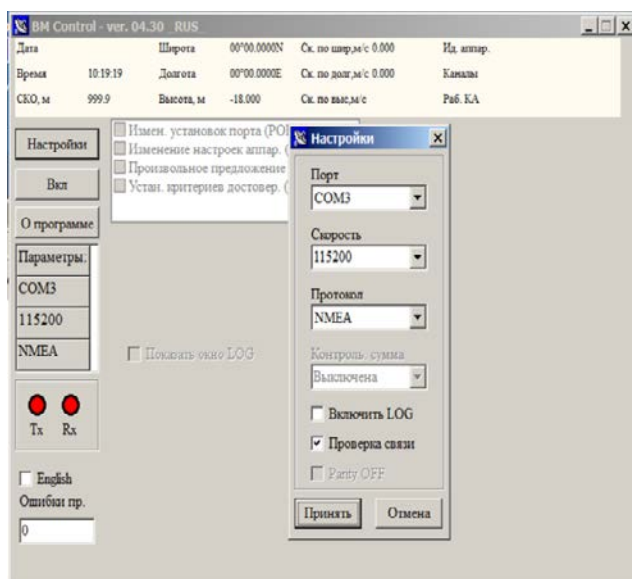 BM Control - ver. 04.30 _RUS_
Дата Широта 00°00.0000N Ск. по шир,м/с 0.000 Ид. аппар.
Время 10:19:19 Долгота 00°00.0000E Ск. по долг,м/с 0.000 Каналы
СКО, м 999.9 Высота, м -18.000 Ск. по выс,м/с Раб. КА
Настройки
Вкл
О программе
Параметры:
COM3
115200
NMEA
Tx Rx
English
Ошибки пр.
0
Измен. установок порта (POI
Изменение настроек аппар. (
Произвольное предложение
Устан. критериев достовер. (
Показать окно LOG
Настройки
Порт
COM3
Скорость
115200
Протокол
NMEA
Контроль. сумма
Выключена
Включить LOG
Проверка связи
Parity OFF
Принять Отмена